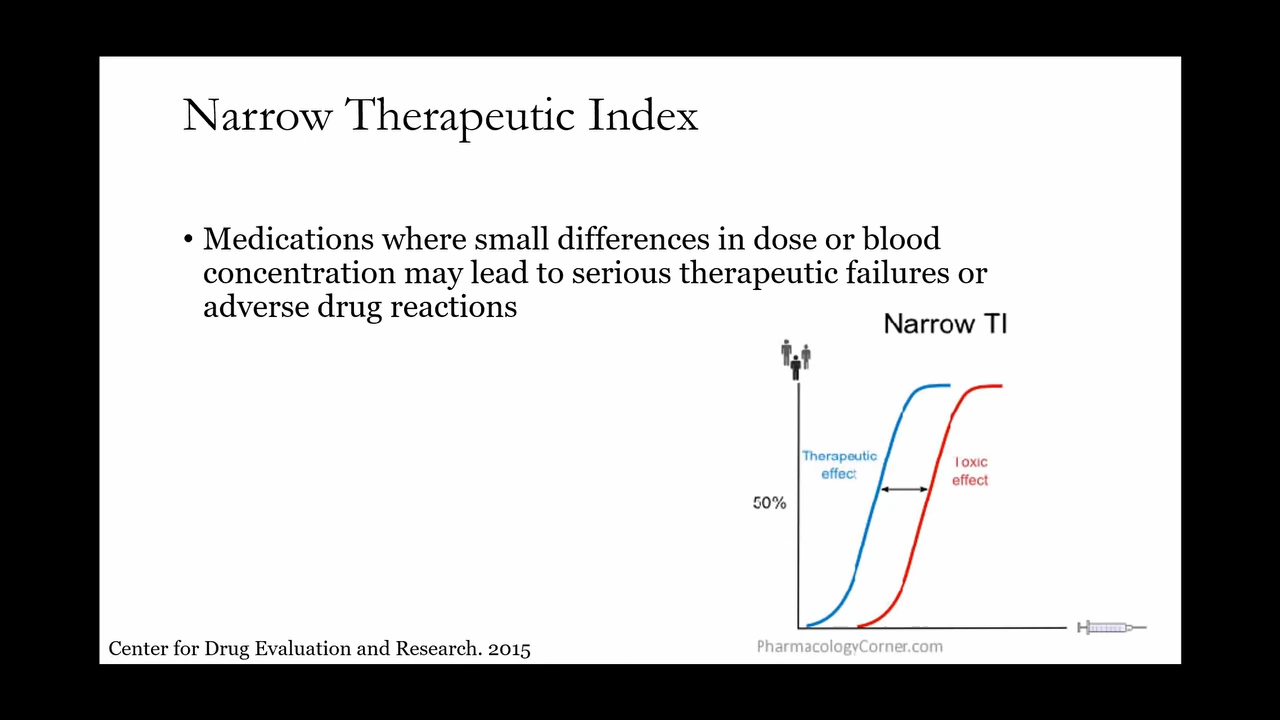 Narrow Therapeutic Index
• Medications where small differences in dose or blood
concentration may lead to serious therapeutic failures or
adverse drug reactions
Narrow TI
Therapeutic
effect
Toxic
effect
50%
PharmacologyCorner.com
Center for Drug Evaluation and Research. 2015